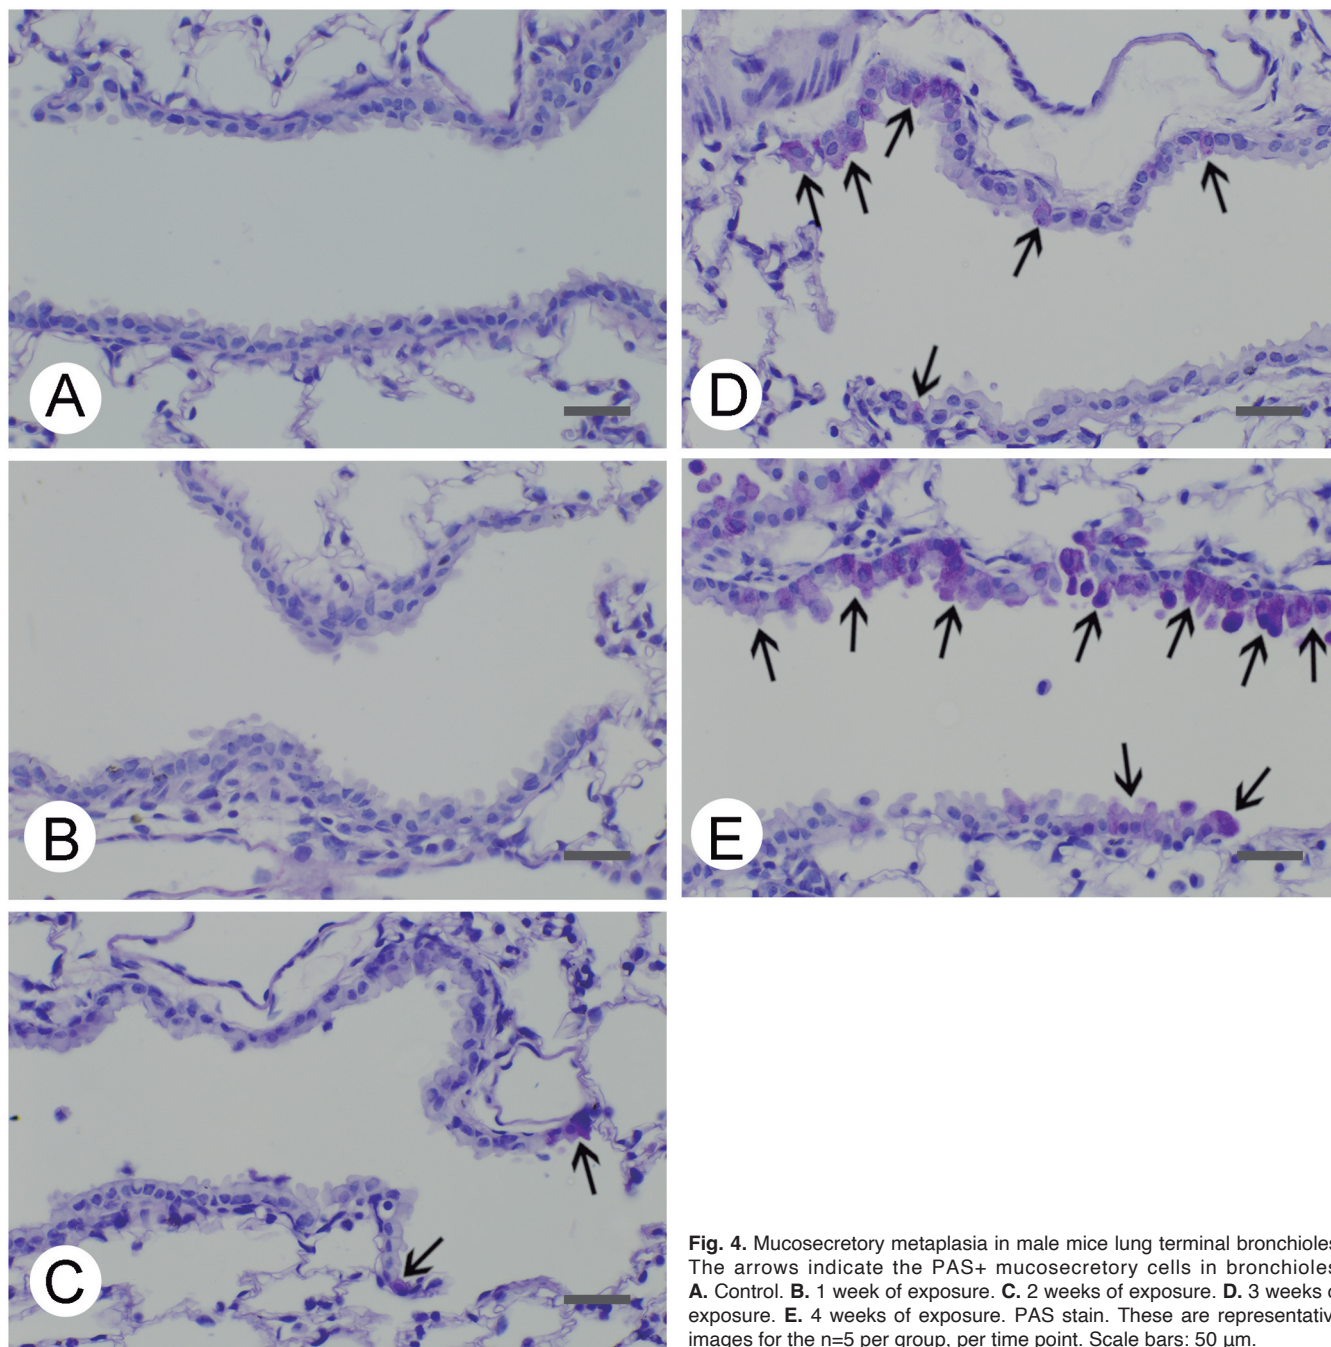 A
B
C
D
E
Fig. 4. Mucosecretory metaplasia in male mice lung terminal bronchioles
The arrows indicate the PAS+ mucosecretory cells in bronchioles
A. Control. B. 1 week of exposure. C. 2 weeks of exposure. D. 3 weeks
exposure. E. 4 weeks of exposure. PAS stain. These are representativ
images for the n=5 per group, per time point. Scale bars: 50 µm.